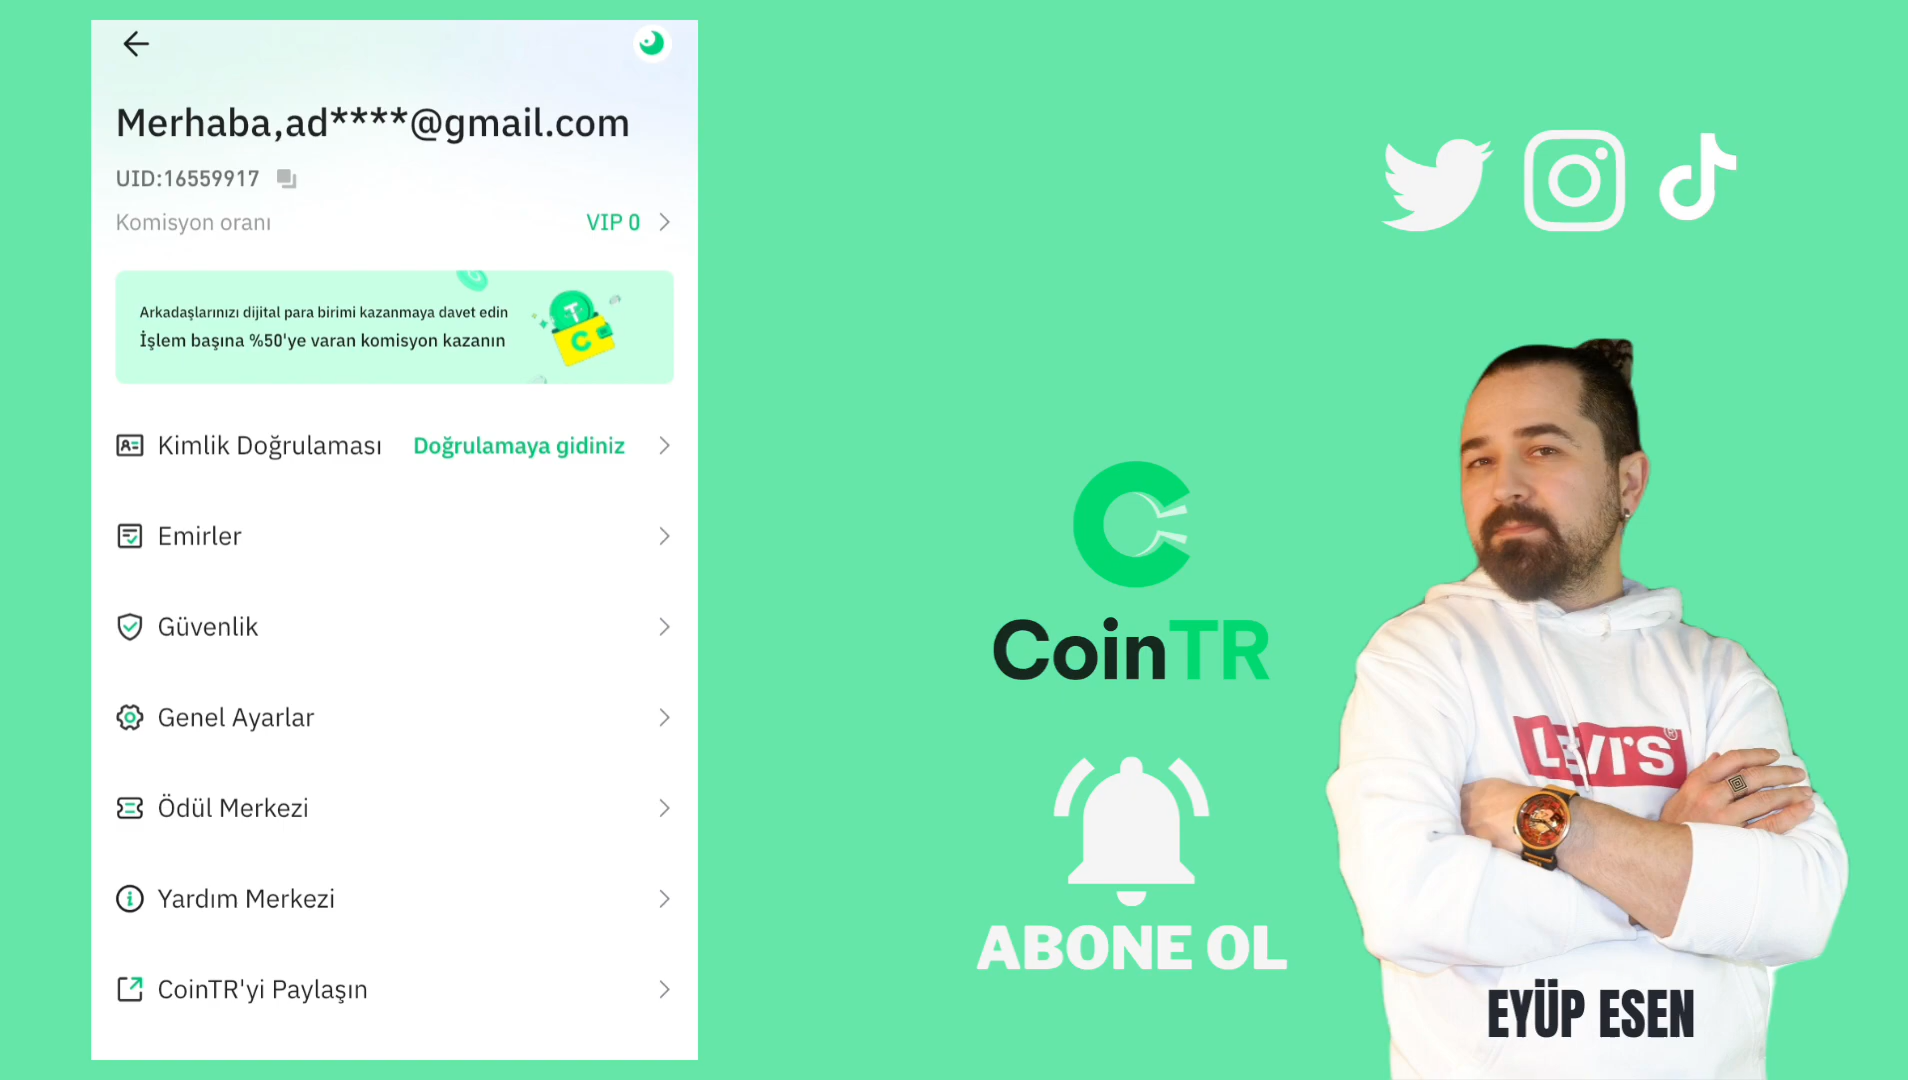 Merhaba,ad****@gmail.com
UID:16559917
Komisyon oranı VIP 0
Arkadaşlarınızı dijital para birimi kazanmaya davet edin
İşlem başına %50'ye varan komisyon kazanın
Kimlik Doğrulaması Doğrulamaya gidiniz
Emirler
Güvenlik
Genel Ayarlar
Ödül Merkezi
Yardım Merkezi
CoinTR'yi Paylaşın
CoinTR
ABONE OL
LEVI'S®
EYÜP ESEN